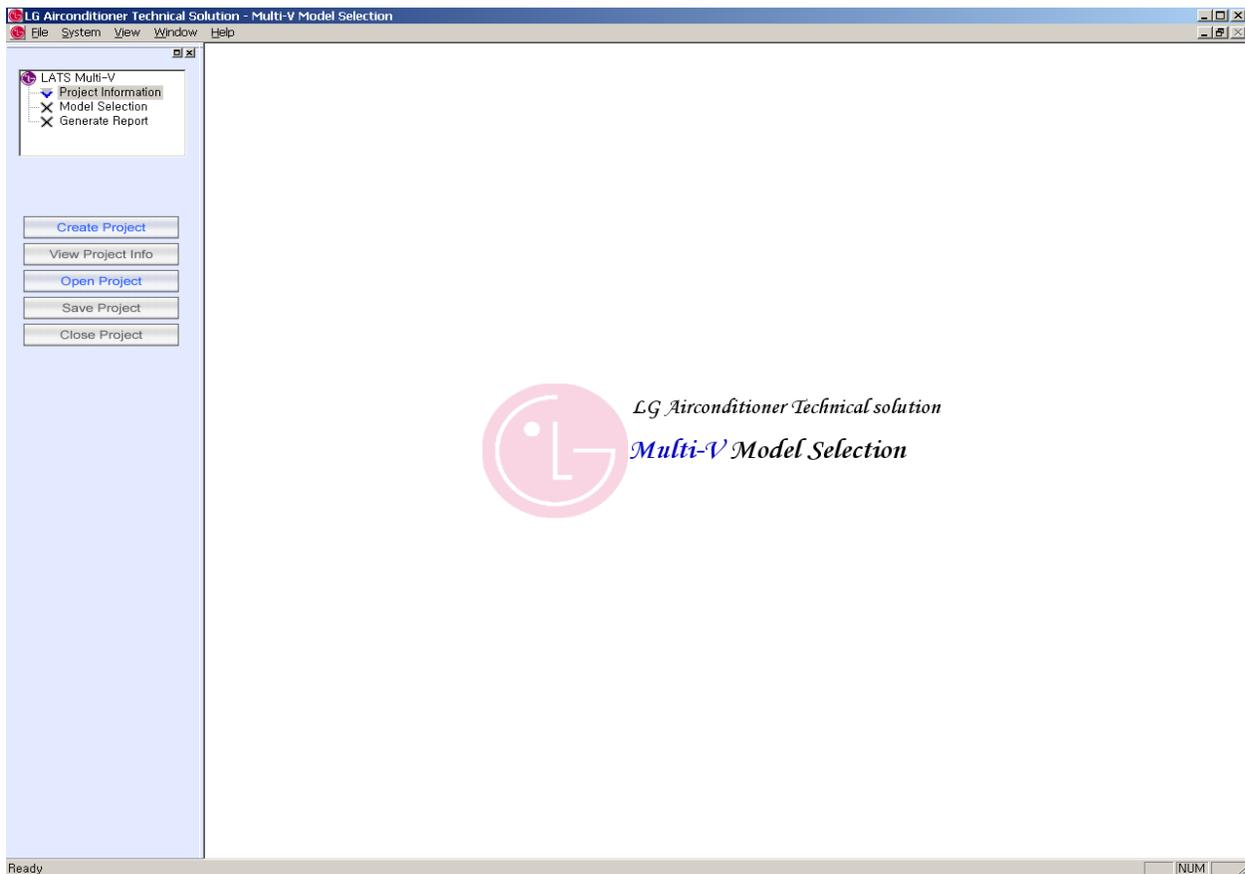 LG Airconditioner Technical Solution - Multi-V Model Selection
File System View Window Help
LATS Multi-V
Project Information
Model Selection
Generate Report
Create Project
View Project Info
Open Project
Save Project
Close Project
LG Airconditioner Technical solution
Multi-V Model Selection
Ready NUM